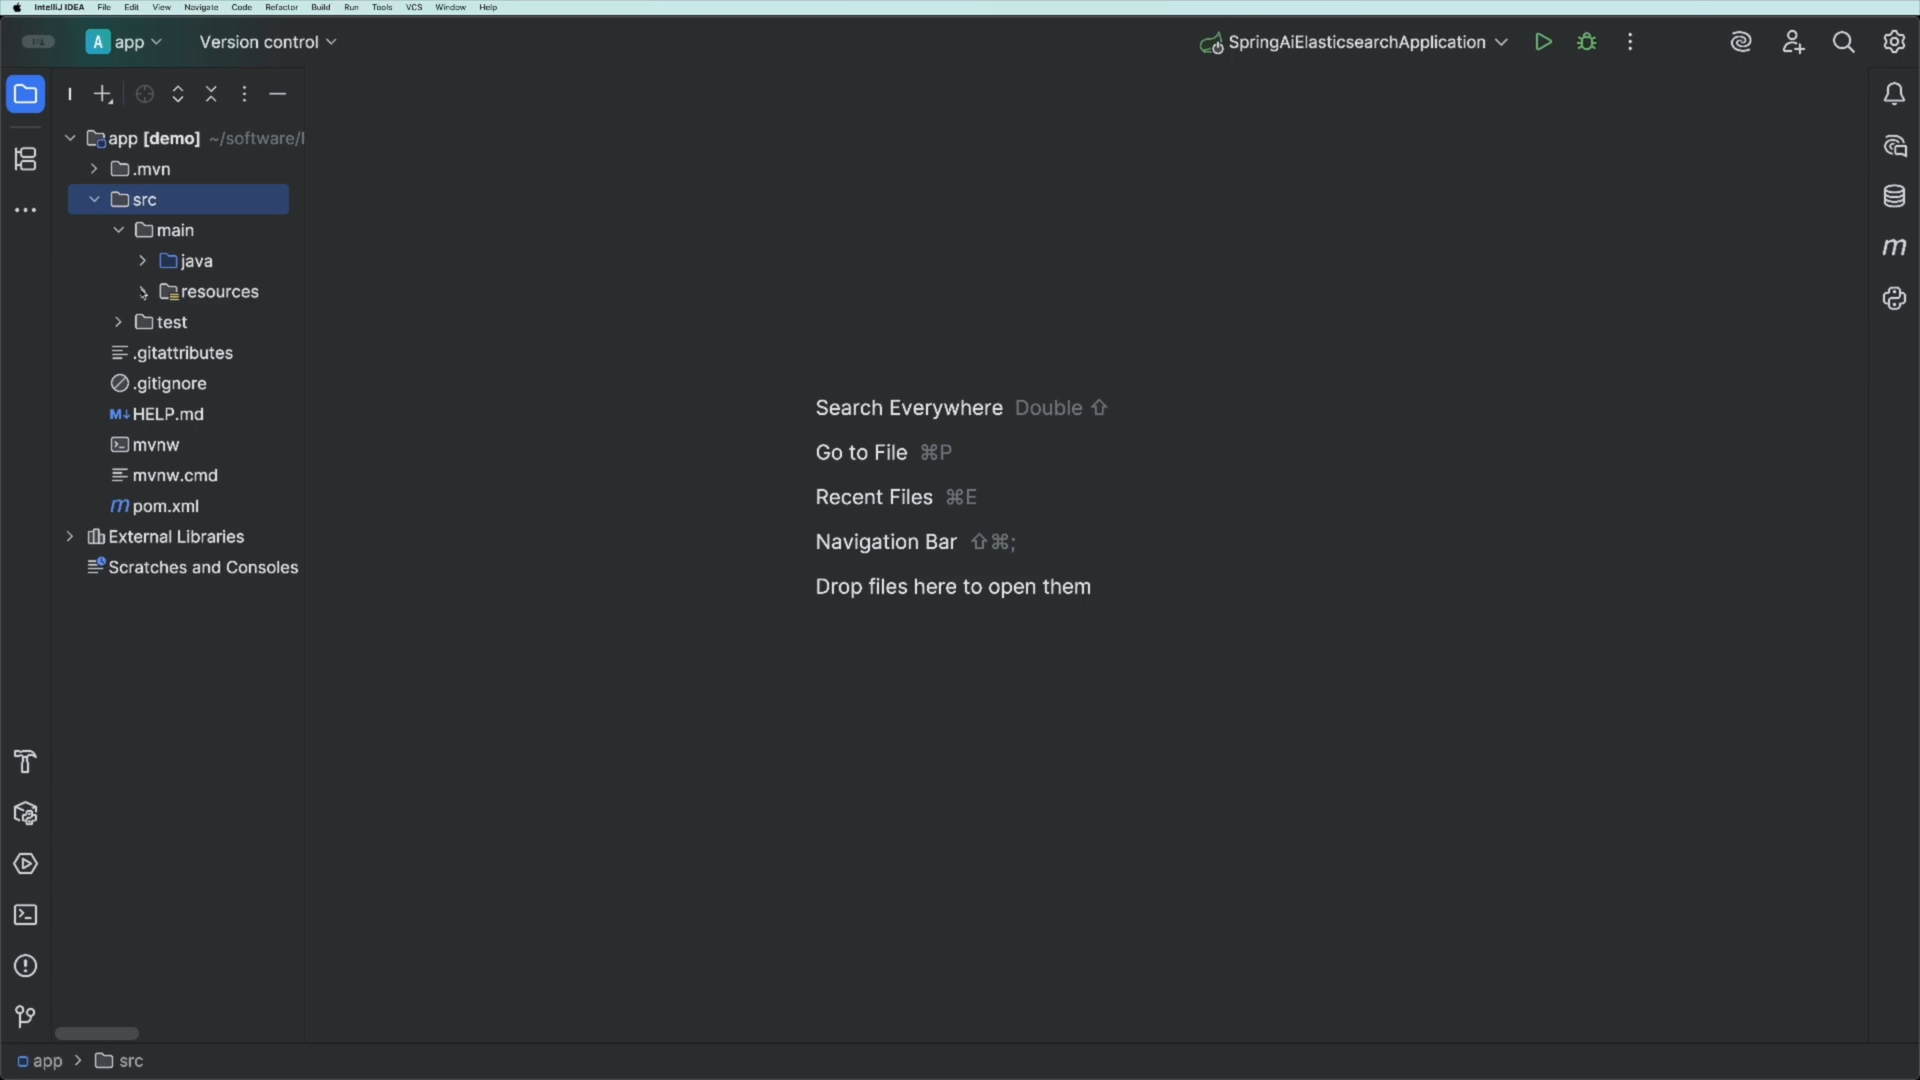 IntelliJ IDEA File Edit View Navigate Code Refactor Build Run Tools VCS Window Help
A app Version control SpringAiElasticsearchApplication
app [demo] ~/software/
.mvn
src
main
java
resources
test
.gitattributes
.gitignore
M↓ HELP.md
mvnw
mvnw.cmd
m pom.xml
External Libraries
Scratches and Consoles
Search Everywhere Double ⇧
Go to File ⌘P
Recent Files ⌘E
Navigation Bar ⇧⌘;
Drop files here to open them
m
app > src